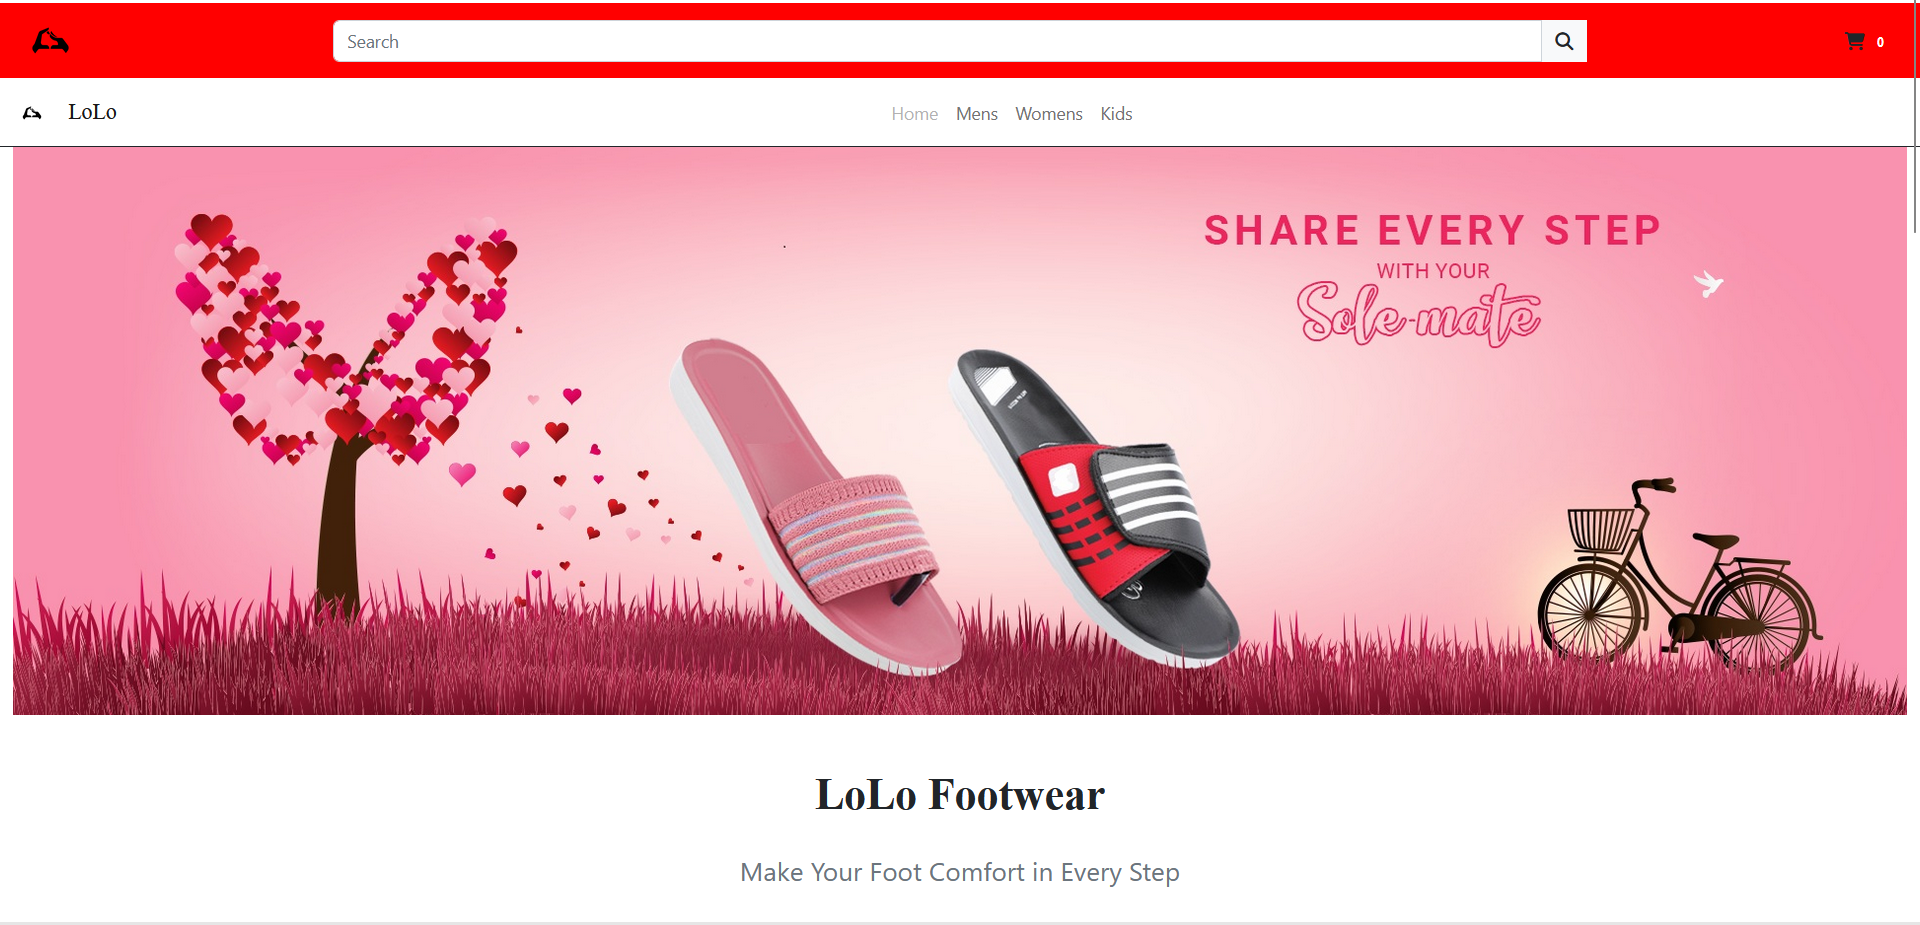 Search
0
LoLo
Home Mens Womens Kids
SHARE EVERY STEP
WITH YOUR
Sole-mate
LoLo Footwear
Make Your Foot Comfort in Every Step